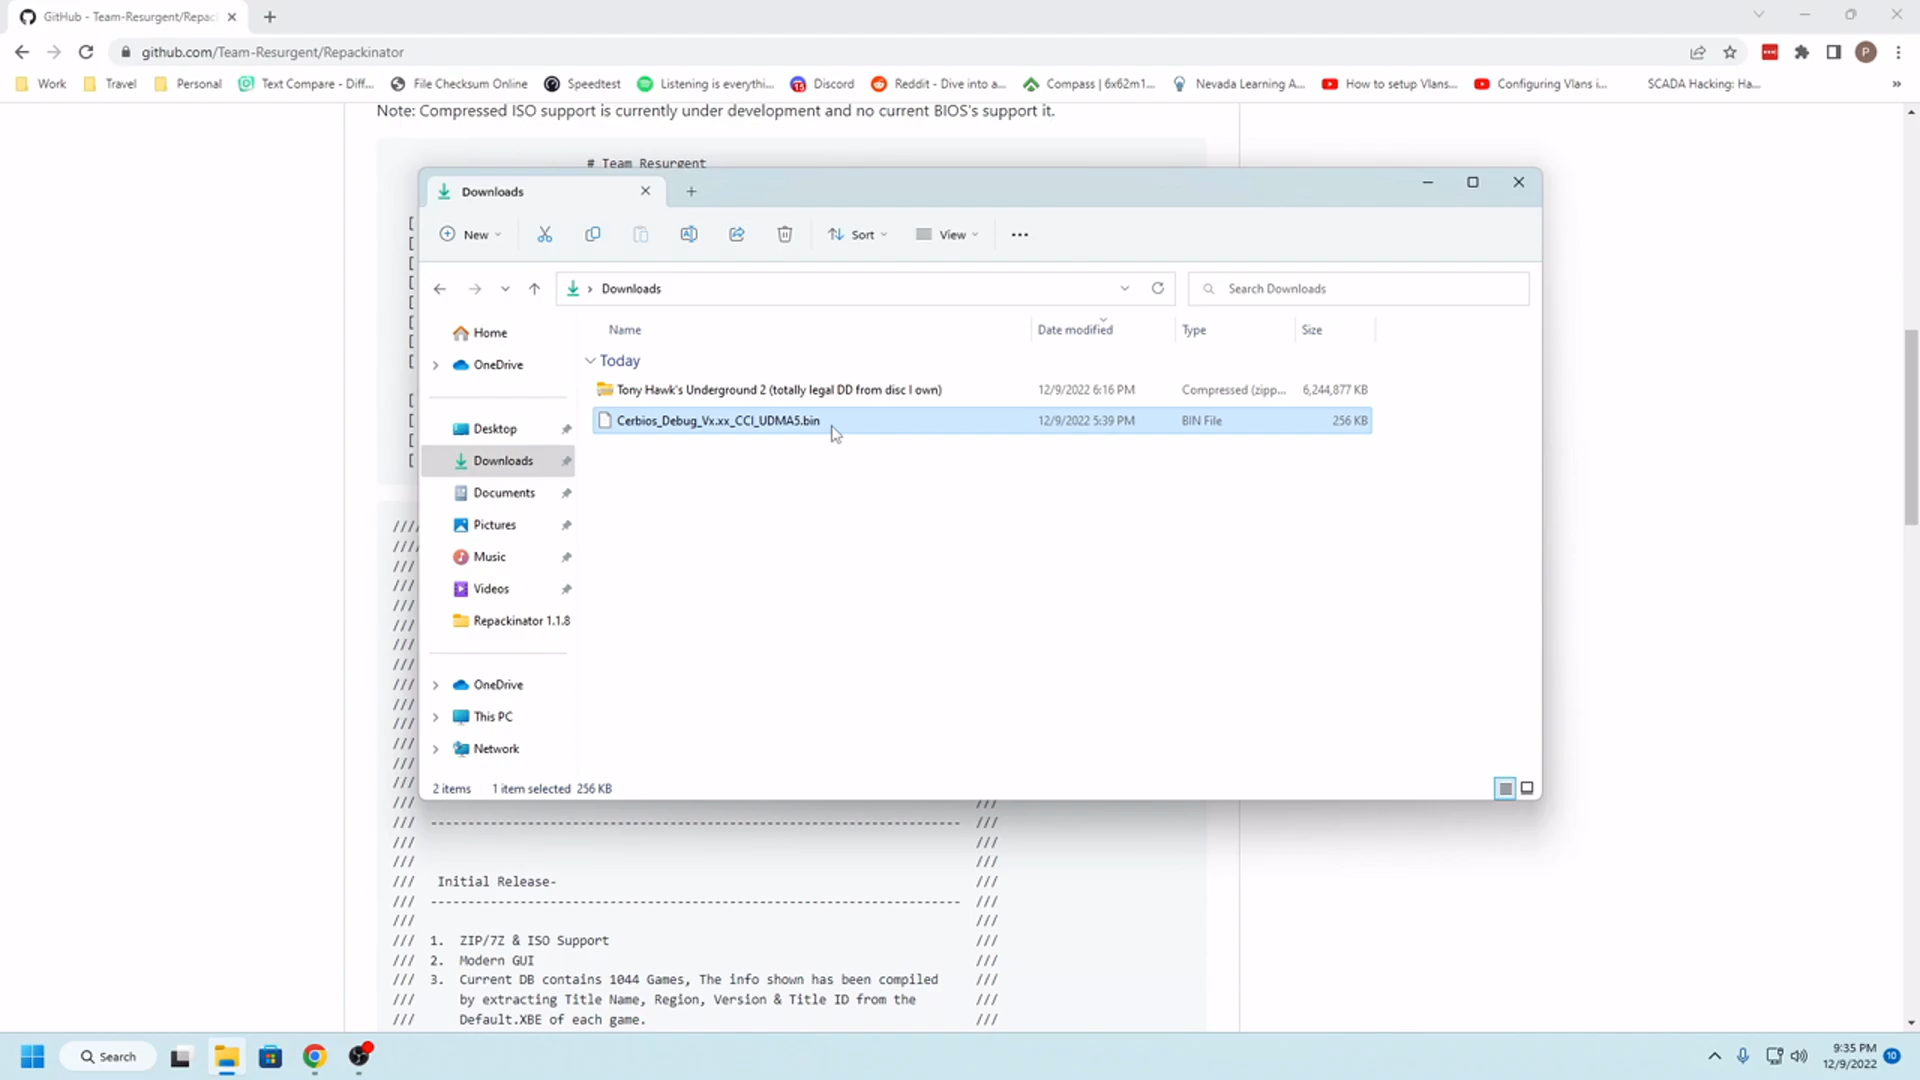 GitHub - Team-Resurgent/Repac
github.com/Team-Resurgent/Repackinator
P
Work
Travel
Personal
Text Compare - Diff...
File Checksum Online
Speedtest
Listening is everythi...
Discord
Reddit - Dive into a...
Compass | 6x62m1...
Nevada Learning A...
How to setup Vlans...
Configuring Vlans i...
SCADA Hacking: Ha...
»
Note: Compressed ISO support is currently under development and no current BIOS's support it.
# Team Resurgent
Downloads
New
Sort
View
Downloads
Search Downloads
Name
Date modified
Type
Size
Home
Today
OneDrive
Tony Hawk's Underground 2 (totally legal DD from disc I own)
12/9/2022 6:16 PM
Compressed (zipp...
6,244,877 KB
Cerbios_Debug_Vx.xx_CCI_UDMA5.bin
12/9/2022 5:39 PM
BIN File
256 KB
Desktop
Downloads
Documents
Pictures
Music
Videos
Repackinator 1.1.8
OneDrive
This PC
Network
2 items
1 item selected 256 KB
/// --------------------------------------------------------------------- ///
/// ///
/// ///
/// Initial Release- ///
/// --------------------------------------------------------------------- ///
/// ///
/// 1. ZIP/7Z & ISO Support ///
/// 2. Modern GUI ///
/// 3. Current DB contains 1044 Games, The info shown has been compiled ///
/// by extracting Title Name, Region, Version & Title ID from the ///
/// Default.XBE of each game. ///
Search
9:35 PM
12/9/2022
10